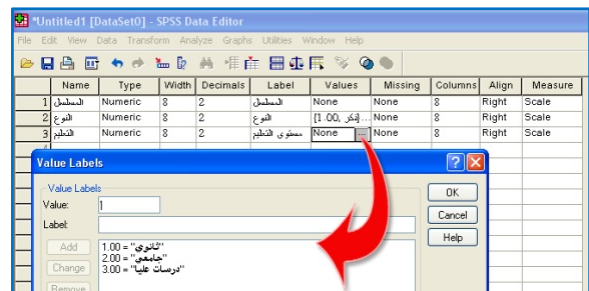 *Untitled1 [DataSet0] - SPSS Data Editor
File Edit View Data Transform Analyze Graphs Utilities Window Help
Name Type Width Decimals Label Values Missing Columns Align Measure
1 المسلسل Numeric 8 2 المسلسل None None 8 Right Scale
2 النوع Numeric 8 2 النوع {1.00, ذكر}... None 8 Right Scale
3 التعليم Numeric 8 2 مستوى التعليم None ... None 8 Right Scale
Value Labels
Value Labels
Value: 1
Label:
OK
Cancel
Help
Add
Change
Remove
1.00 = "ثانوي"
2.00 = "جامعي"
3.00 = "درسات عليا"